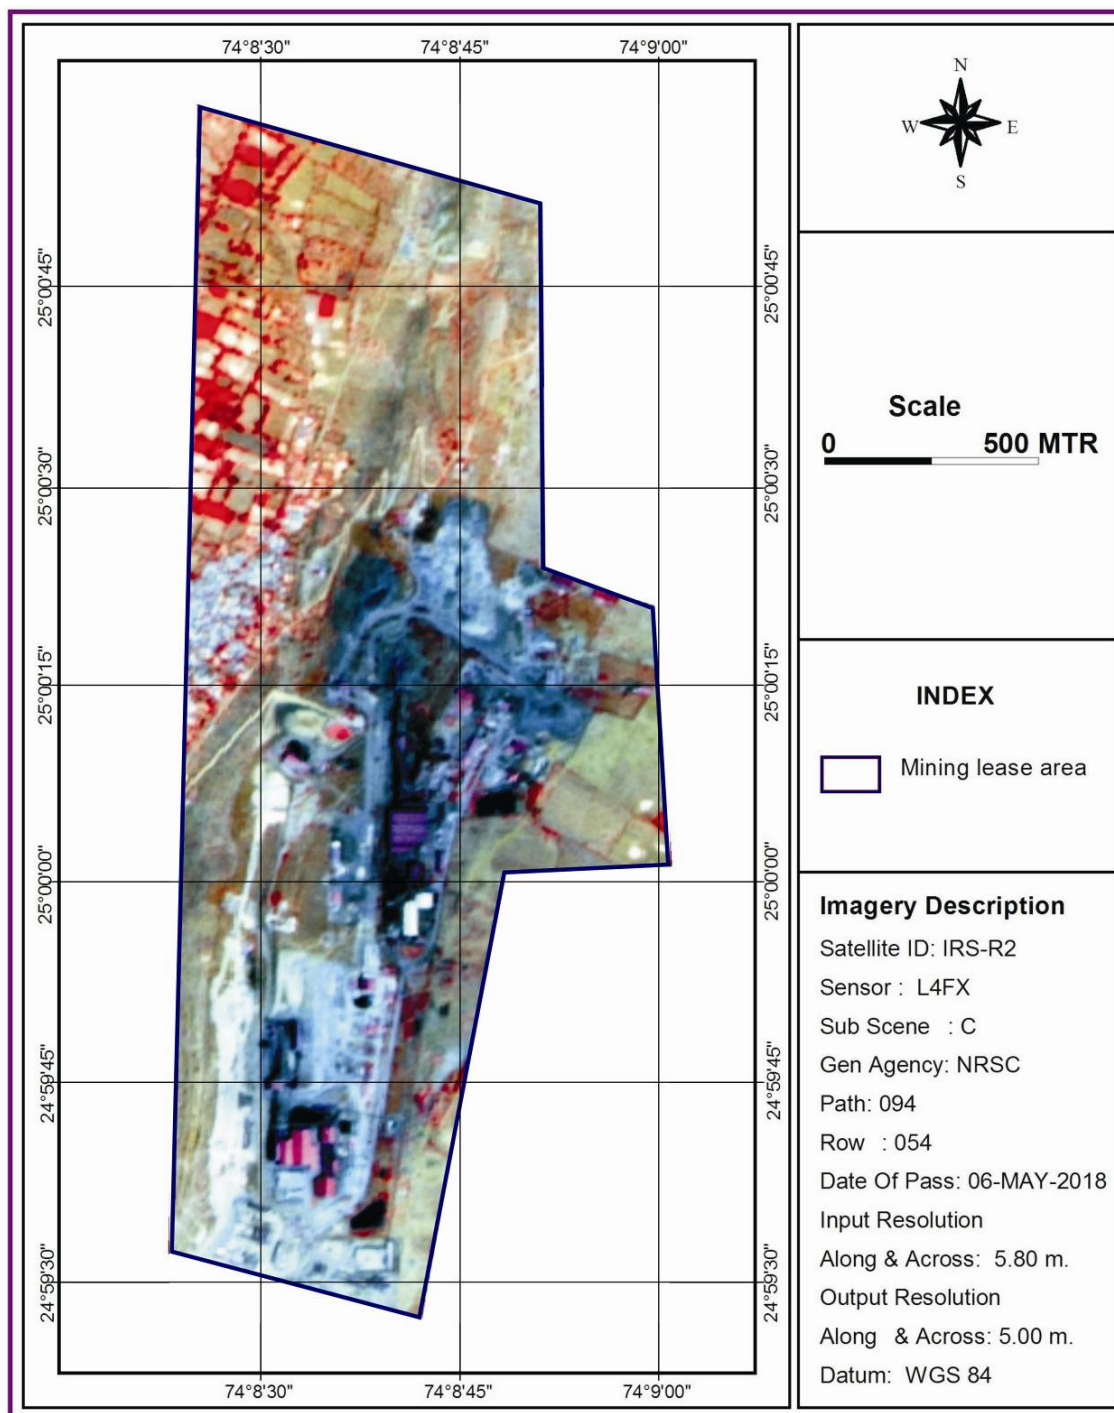 74°8'30" 74°8'45" 74°9'00"
25°00'45" 25°00'45"
25°00'30" 25°00'30"
25°00'15" 25°00'15"
25°00'00" 25°00'00"
24°59'45" 24°59'45"
24°59'30" 24°59'30"
74°8'30" 74°8'45" 74°9'00"
N
W E
S
Scale
0 500 MTR
INDEX
Mining lease area
Imagery Description
Satellite ID: IRS-R2
Sensor : L4FX
Sub Scene : C
Gen Agency: NRSC
Path: 094
Row : 054
Date Of Pass: 06-MAY-2018
Input Resolution
Along & Across: 5.80 m.
Output Resolution
Along & Across: 5.00 m.
Datum: WGS 84